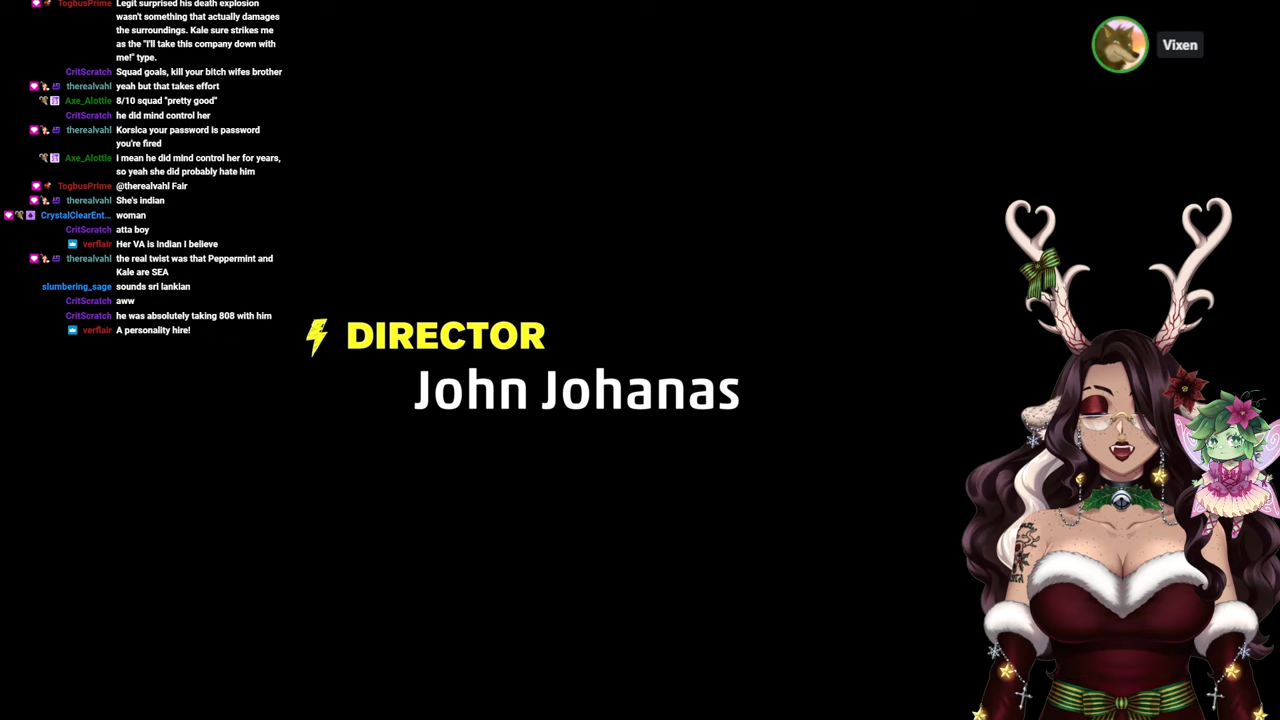 TogbusPrime Legit surprised his death explosion
wasn't something that actually damages
the surroundings. Kale sure strikes me
as the "I'll take this company down with
me!" type.
CritScratch Squad goals, kill your bitch wifes brother
therealvahl yeah but that takes effort
Axe_Alottle 8/10 squad "pretty good"
CritScratch he did mind control her
therealvahl Korsica your password is password
you're fired
Axe_Alottle I mean he did mind control her for years,
so yeah she did probably hate him
TogbusPrime @therealvahl Fair
therealvahl She's indian
CrystalClearEnt... woman
CritScratch atta boy
verflair Her VA is Indian I believe
therealvahl the real twist was that Peppermint and
Kale are SEA
slumbering_sage sounds sri lankian
CritScratch aww
CritScratch he was absolutely taking 808 with him
verflair A personality hire!
Vixen
DIRECTOR
John Johanas